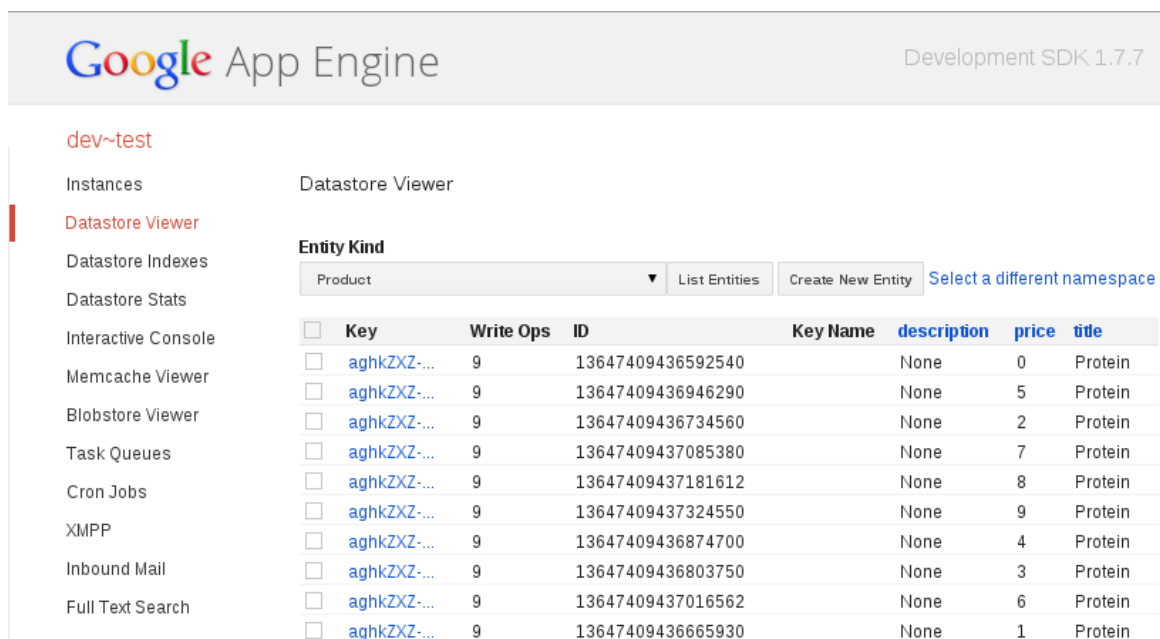 Google App Engine
Development SDK 1.7.7
dev~test
Instances
Datastore Viewer
Datastore Indexes
Datastore Stats
Interactive Console
Memcache Viewer
Blobstore Viewer
Task Queues
Cron Jobs
XMPP
Inbound Mail
Full Text Search
Datastore Viewer
Entity Kind
Product ▼ List Entities Create New Entity Select a different namespace
Key Write Ops ID Key Name description price title
aghkZXZ-... 9 13647409436592540 None 0 Protein
aghkZXZ-... 9 13647409436946290 None 5 Protein
aghkZXZ-... 9 13647409436734560 None 2 Protein
aghkZXZ-... 9 13647409437085380 None 7 Protein
aghkZXZ-... 9 13647409437181612 None 8 Protein
aghkZXZ-... 9 13647409437324550 None 9 Protein
aghkZXZ-... 9 13647409436874700 None 4 Protein
aghkZXZ-... 9 13647409436803750 None 3 Protein
aghkZXZ-... 9 13647409437016562 None 6 Protein
aghkZXZ-... 9 13647409436665930 None 1 Protein